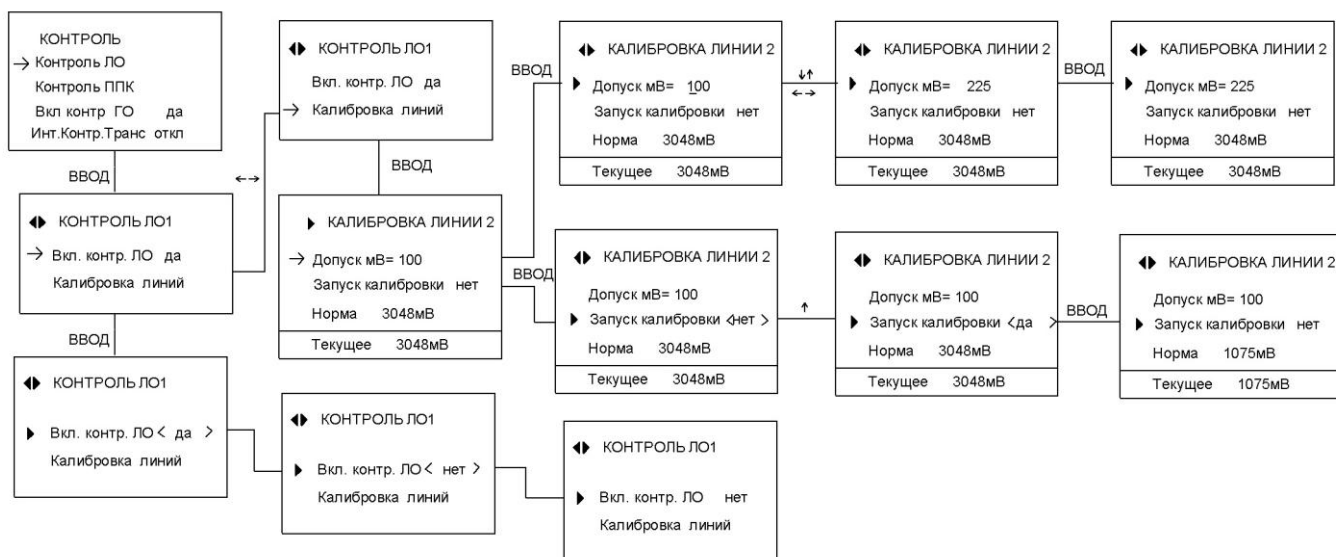 КОНТРОЛЬ
→ Контроль ЛО
Контроль ППК
Вкл контр ГО да
Инт.Контр.Транс откл
ВВОД
КОНТРОЛЬ ЛО1
→ Вкл. контр. ЛО да
Калибровка линий
ВВОД
КОНТРОЛЬ ЛО1
Вкл. контр. ЛО < да >
Калибровка линий
←→
КОНТРОЛЬ ЛО1
Вкл. контр. ЛО да
→ Калибровка линий
ВВОД
КАЛИБРОВКА ЛИНИИ 2
→ Допуск мВ= 100
Запуск калибровки нет
Норма 3048мВ
Текущее 3048мВ
КОНТРОЛЬ ЛО1
Вкл. контр. ЛО < нет >
Калибровка линий
КОНТРОЛЬ ЛО1
Вкл. контр. ЛО нет
Калибровка линий
ВВОД
КАЛИБРОВКА ЛИНИИ 2
Допуск мВ= 100
Запуск калибровки нет
Норма 3048мВ
Текущее 3048мВ
↓↑
←→
КАЛИБРОВКА ЛИНИИ 2
Допуск мВ= 225
Запуск калибровки нет
Норма 3048мВ
Текущее 3048мВ
ВВОД
КАЛИБРОВКА ЛИНИИ 2
Допуск мВ= 225
Запуск калибровки нет
Норма 3048мВ
Текущее 3048мВ
ВВОД
КАЛИБРОВКА ЛИНИИ 2
Допуск мВ= 100
Запуск калибровки <нет >
Норма 3048мВ
Текущее 3048мВ
↑
КАЛИБРОВКА ЛИНИИ 2
Допуск мВ= 100
Запуск калибровки <да >
Норма 3048мВ
Текущее 3048мВ
ВВОД
КАЛИБРОВКА ЛИНИИ 2
Допуск мВ= 100
Запуск калибровки нет
Норма 1075мВ
Текущее 1075мВ